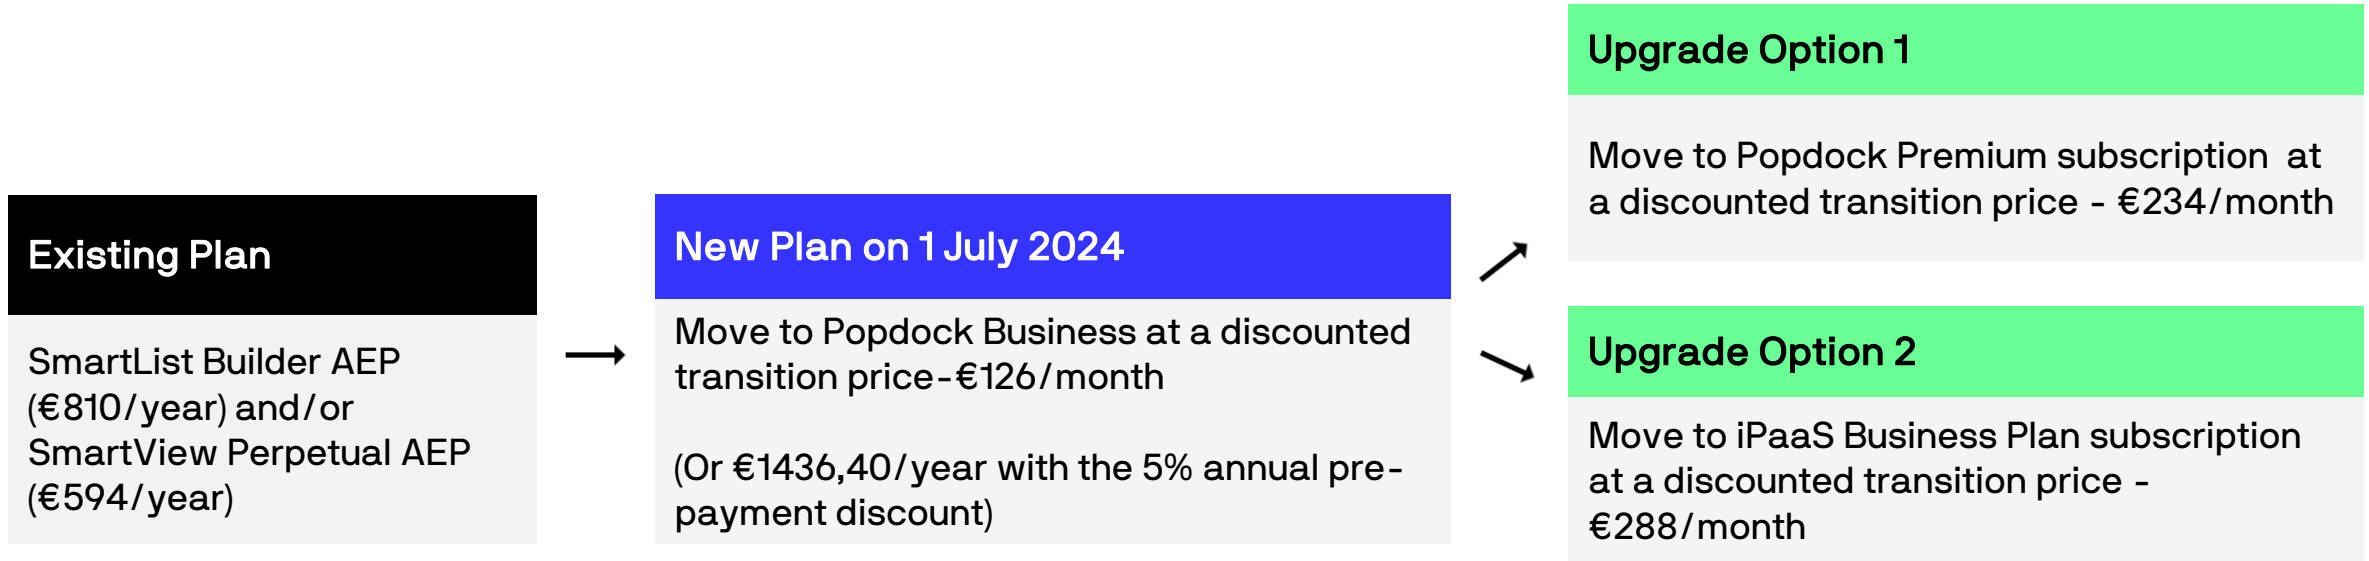 Existing Plan
SmartList Builder AEP
(€810/year) and/or
SmartView Perpetual AEP
(€594/year)
New Plan on 1 July 2024
Move to Popdock Business at a discounted
transition price-€126/month
(Or €1436,40/year with the 5% annual pre-
payment discount)
Upgrade Option 1
Move to Popdock Premium subscription at
a discounted transition price - €234/month
Upgrade Option 2
Move to iPaaS Business Plan subscription
at a discounted transition price -
€288/month